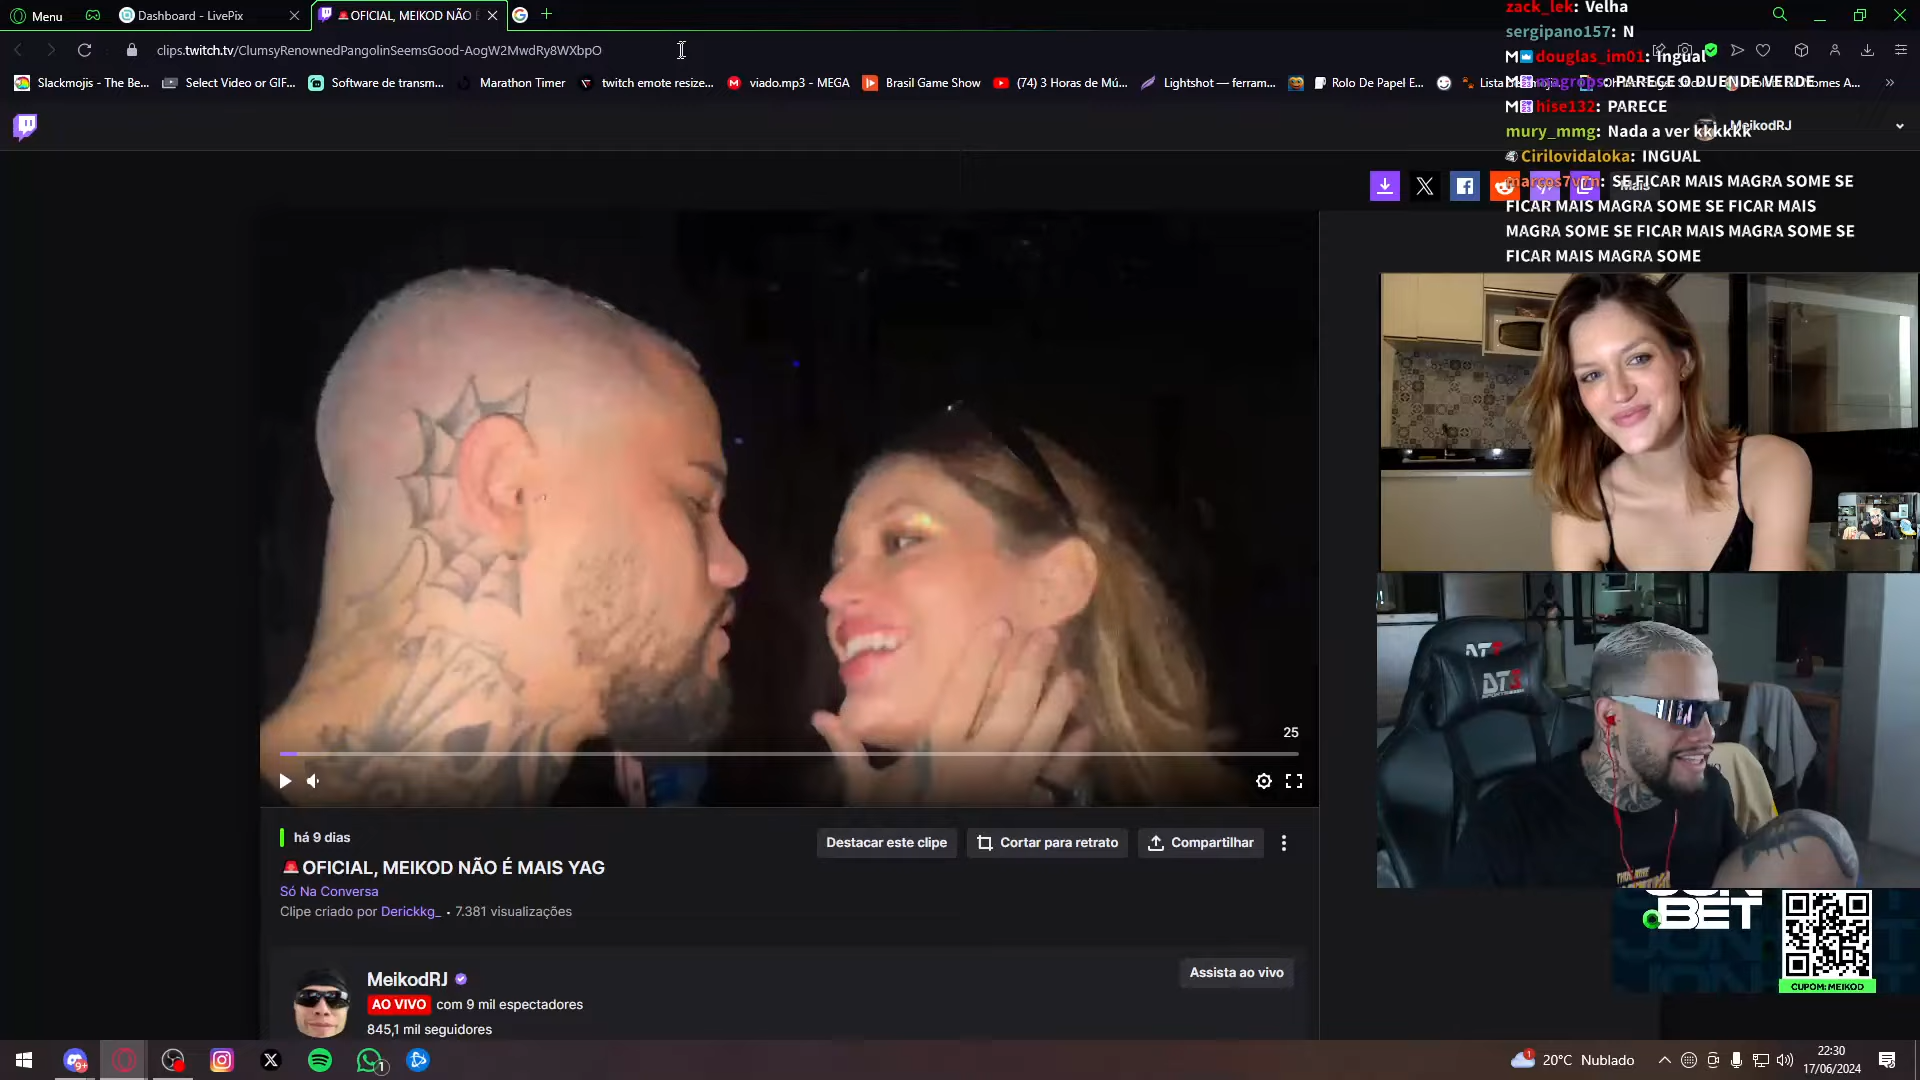 Menu
Dashboard - LivePix
🚨OFICIAL, MEIKOD NÃO É
clips.twitch.tv/ClumsyRenownedPangolinSeemsGood-AogW2MwdRy8WXbpO
Slackmojis - The Be...
Select Video or GIF...
Software de transm...
Marathon Timer
twitch emote resize...
viado.mp3 - MEGA
Brasil Game Show
(74) 3 Horas de Mú...
Lightshot — ferram...
Rolo De Papel E...
zack_lek: Velha
sergipano157: N
douglas_im01: Ingual
magrops: PARECE O DUENDE VERDE
hise132: PARECE
MeikodRJ
mury_mmg: Nada a ver kkkkkk
Cirilovidaloka: INGUAL
marcos7v7n: SE FICAR MAIS MAGRA SOME SE
FICAR MAIS MAGRA SOME SE FICAR MAIS
MAGRA SOME SE FICAR MAIS MAGRA SOME SE
FICAR MAIS MAGRA SOME
Mais
25
há 9 dias
🚨OFICIAL, MEIKOD NÃO É MAIS YAG
Só Na Conversa
Clipe criado por Derickkg_ • 7.381 visualizações
Destacar este clipe
Cortar para retrato
Compartilhar
MeikodRJ
AO VIVO com 9 mil espectadores
845,1 mil seguidores
Assista ao vivo
DT3
BET
CUPOM: MEIKOD
9+
1
20°C Nublado
22:30
17/06/2024